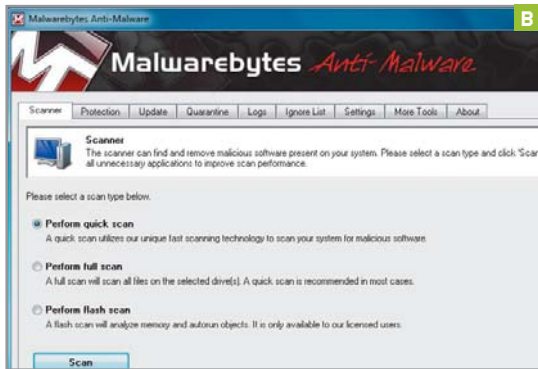 Malwarebytes Anti-Malware
B
Malwarebytes Anti-Malware
Scanner Protection Update Quarantine Logs Ignore List Settings More Tools About
Scanner
The scanner can find and remove malicious software present on your system. Please select a scan type and click 'Scan
all unnecessary applications to improve scan performance.
Please select a scan type below.
Perform quick scan
A quick scan utilizes our unique fast scanning technology to scan your system for malicious software.
Perform full scan
A full scan will scan all files on the selected drive(s). A quick scan is recommended in most cases.
Perform flash scan
A flash scan will analyze memory and autorun objects. It is only available to our licensed users.
Scan